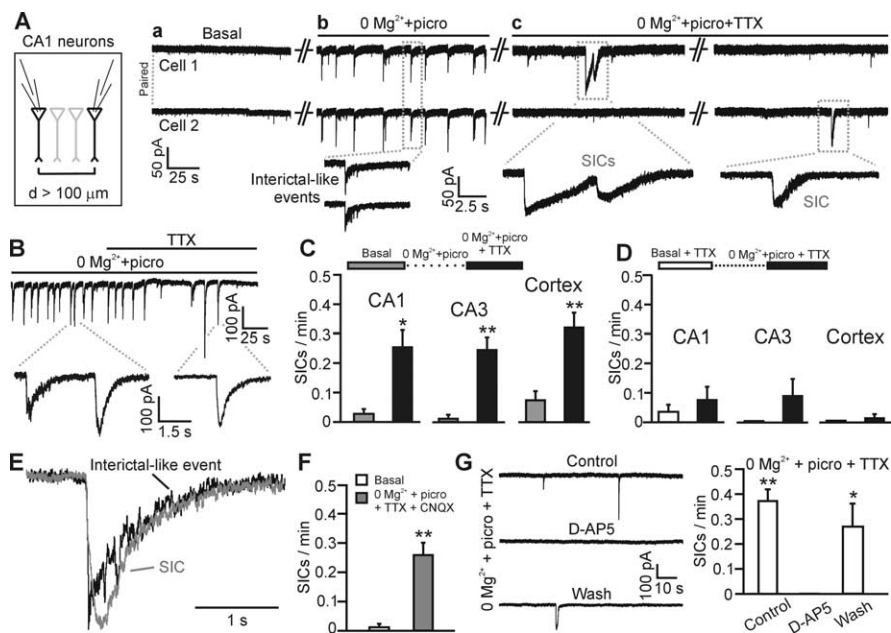 A
CA1 neurons
d > 100 µm
a
Basal
Paired
Cell 1
Cell 2
50 pA
25 s
b
0 Mg2++picro
Interictal-like
events
50 pA
2.5 s
c
0 Mg2++picro+TTX
SICs
SIC
B
TTX
0 Mg2++picro
100 pA
25 s
100 pA
1.5 s
C
Basal
0 Mg2++picro
0 Mg2++picro
+ TTX
SICs / min
0.5
0.4
0.3
0.2
0.1
0
CA1
*
CA3
**
Cortex
**
D
Basal + TTX
0 Mg2++picro + TTX
SICs / min
0.5
0.4
0.3
0.2
0.1
0
CA1
CA3
Cortex
E
Interictal-like event
SIC
1 s
F
Basal
0 Mg2+ + picro
+ TTX + CNQX
SICs / min
0.5
0.4
0.3
0.2
0.1
0
**
G
0 Mg2+ + picro + TTX
Control
D-AP5
Wash
100 pA
10 s
0 Mg2+ + picro + TTX
SICs / min
0.5
0.4
0.3
0.2
0.1
0
**
*
Control
D-AP5
Wash